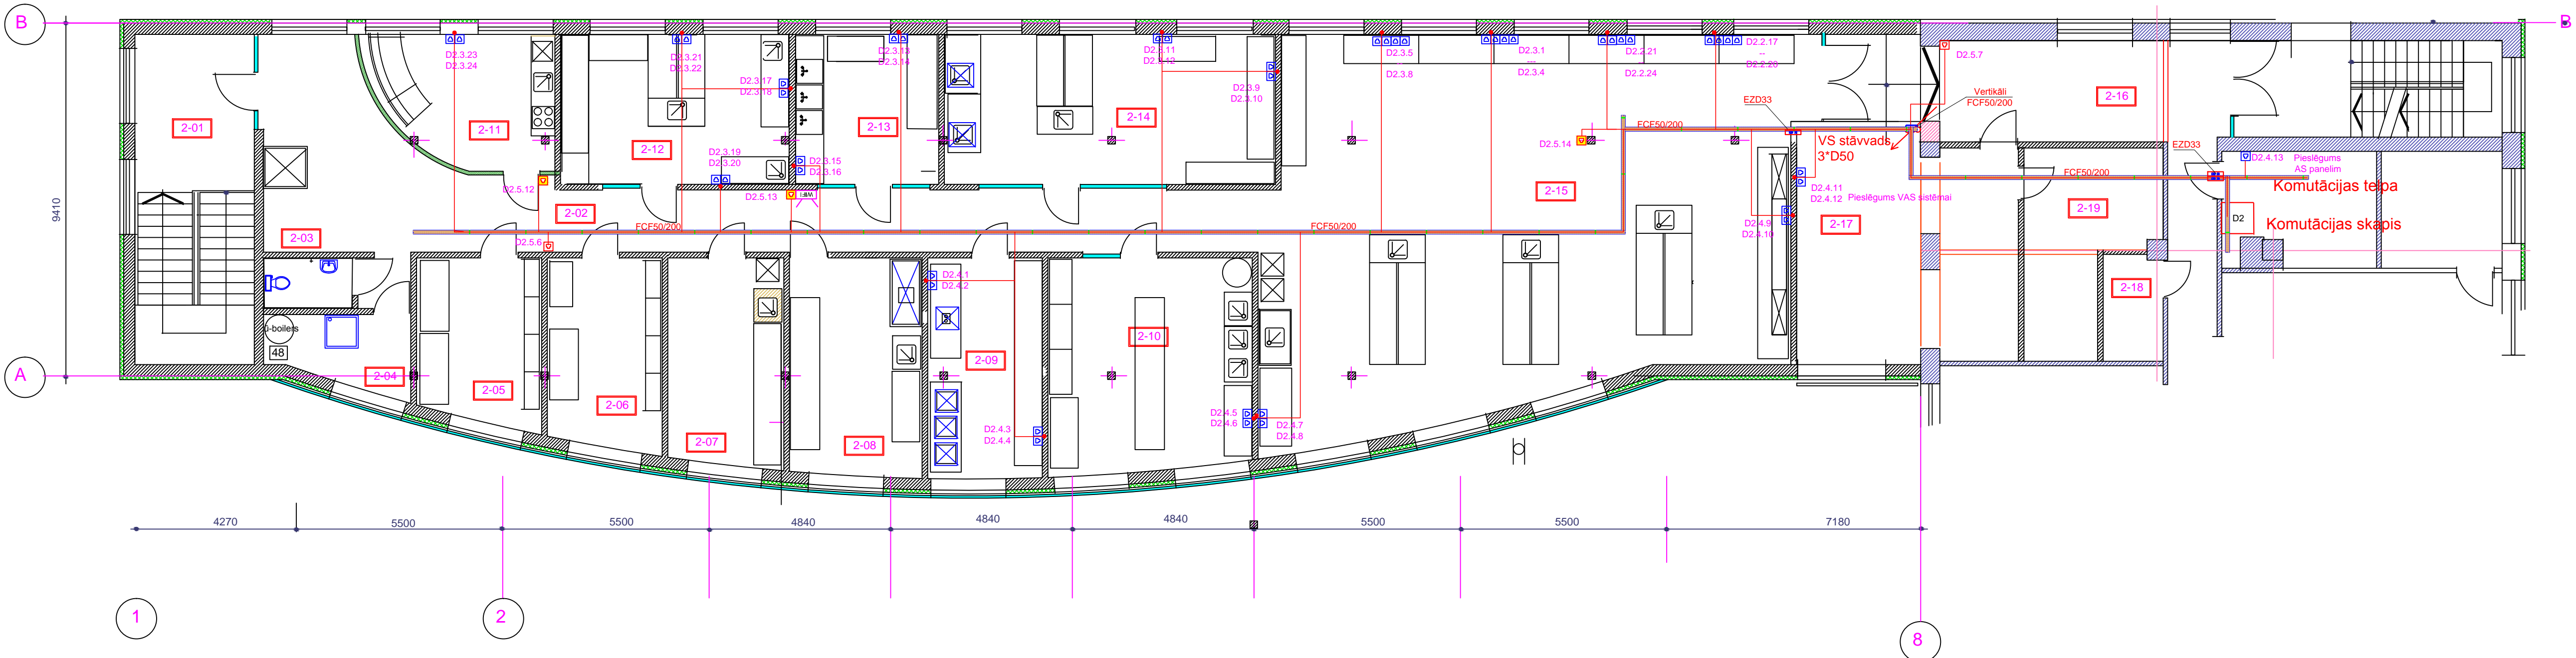 B
B
D2.3.23
D2.3.24
D2.3.21
D2.3.22
D2.3.17
D2.3.18
D2.3.13
D2.3.14
D2.3.11
D2.3.12
D2.3.9
D2.3.10
D2.3.5
--
D2.3.8
D2.3.1
---
D2.3.4
D2.2.21
--
D2.2.24
D2.2.17
--
D2.2.20
D2.5.7
EZD33
Vertikāli
FCF50/200
2-01
2-11
2-12
2-13
2-14
2-16
FCF50/200
VS stāvvads
3*D50
D2.5.14
D2.3.19
D2.3.20
D2.3.15
D2.3.16
D2.5.12
D2.5.13
2-15
D2.4.11
D2.4.12
Pieslēgums VAS sistēmai
EZD33
D2.4.13
Pieslēgums
AS panelim
FCF50/200
Komutācijas telpa
9410
2-02
2-03
FCF50/200
FCF50/200
D2.5.6
D2.4.9
D2.4.10
2-17
2-19
D2
Komutācijas skapis
D2.4.1
D2.4.2
2-18
ū-boilers
48
2-10
2-09
A
2-04
2-05
2-06
2-07
2-08
D2.4.3
D2.4.4
D2.4.5
D2.4.6
D2.4.7
D2.4.8
4270
5500
5500
4840
4840
4840
5500
5500
7180
1
2
8